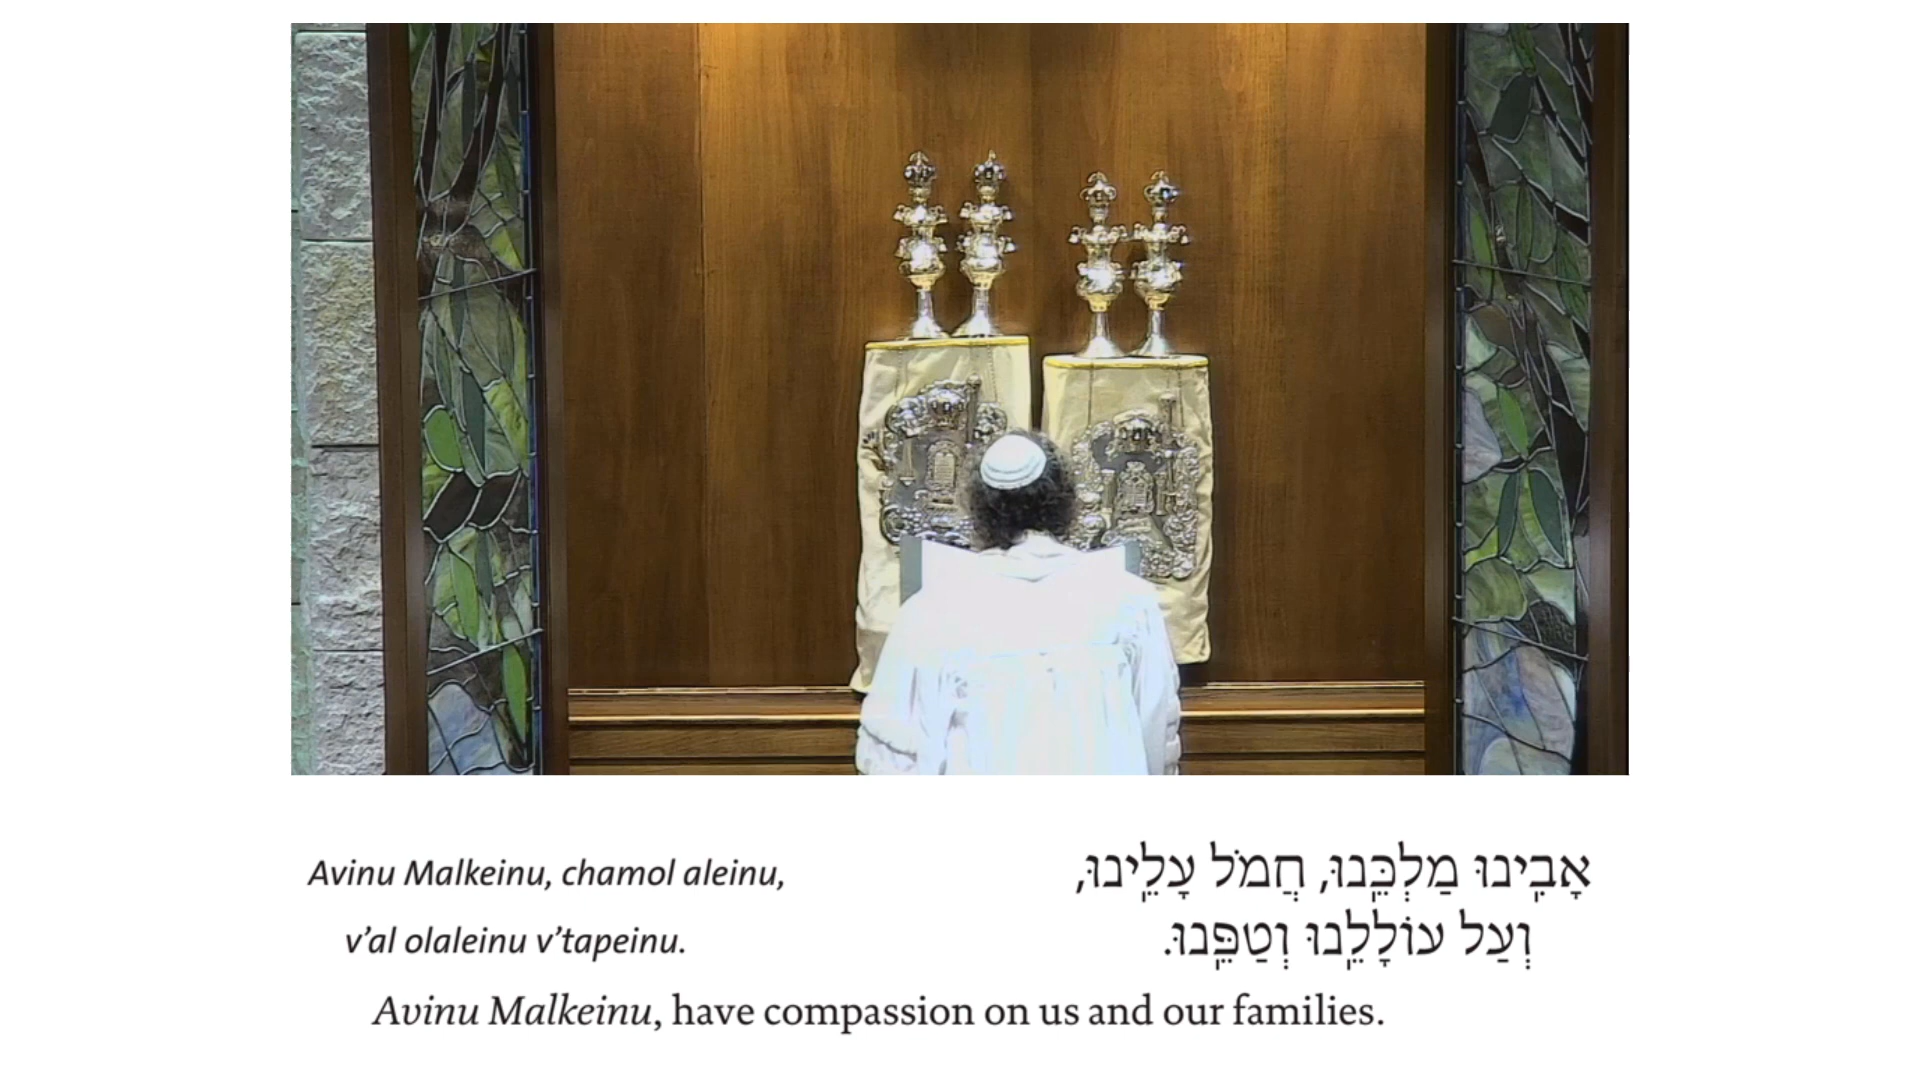 Avinu Malkeinu, chamol aleinu,
v’al olaleinu v’tapeinu.
אָבִֽינוּ מַלְכֵּֽנוּ, חֲמֹל עָלֵֽינוּ,
וְעַל עוֹלָלֵֽנוּ וְטַפֵּֽנוּ.
Avinu Malkeinu, have compassion on us and our families.